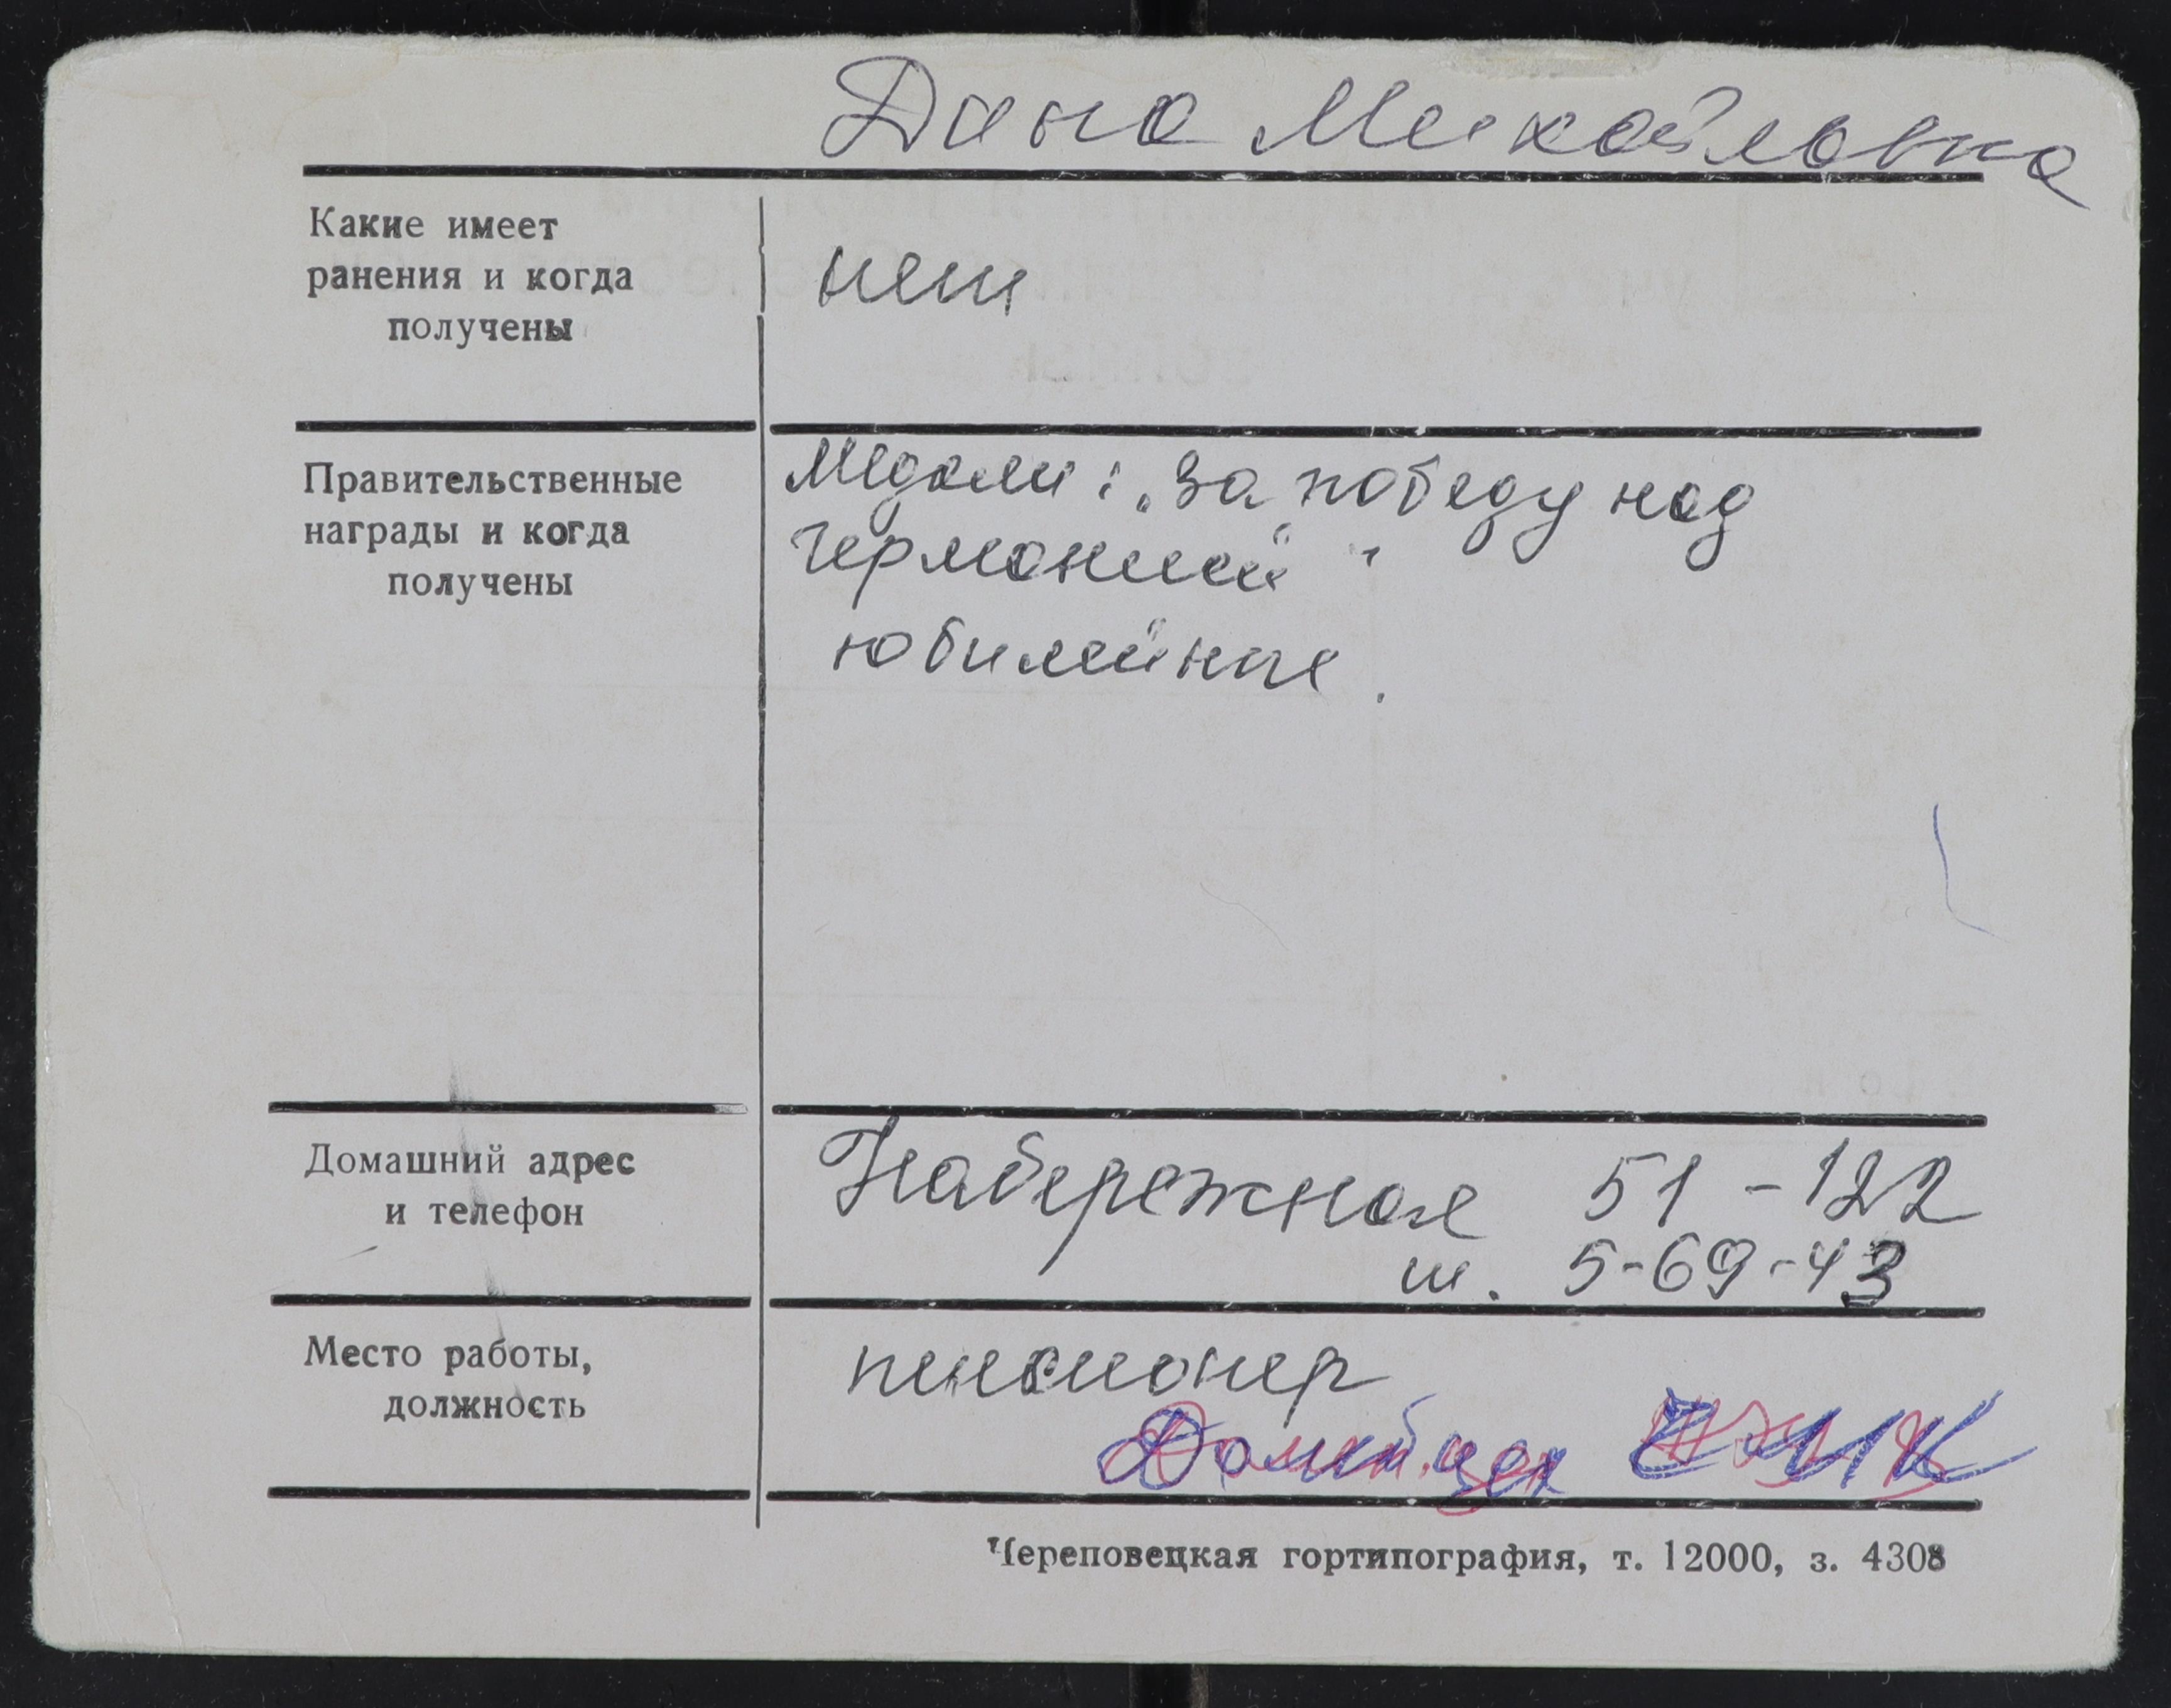 Дина Михайловна
Какие имеет
ранения и когда
получены
нет
Правительственные
награды и когда
получены
Медали: „За победу над
Германией“
юбилейные.
Домашний адрес
и телефон
Набережная 51-122
т. 5-69-43
Место работы,
должность
пенсионер
цех
Череповецкая гортипография, т. 12000, з. 4308